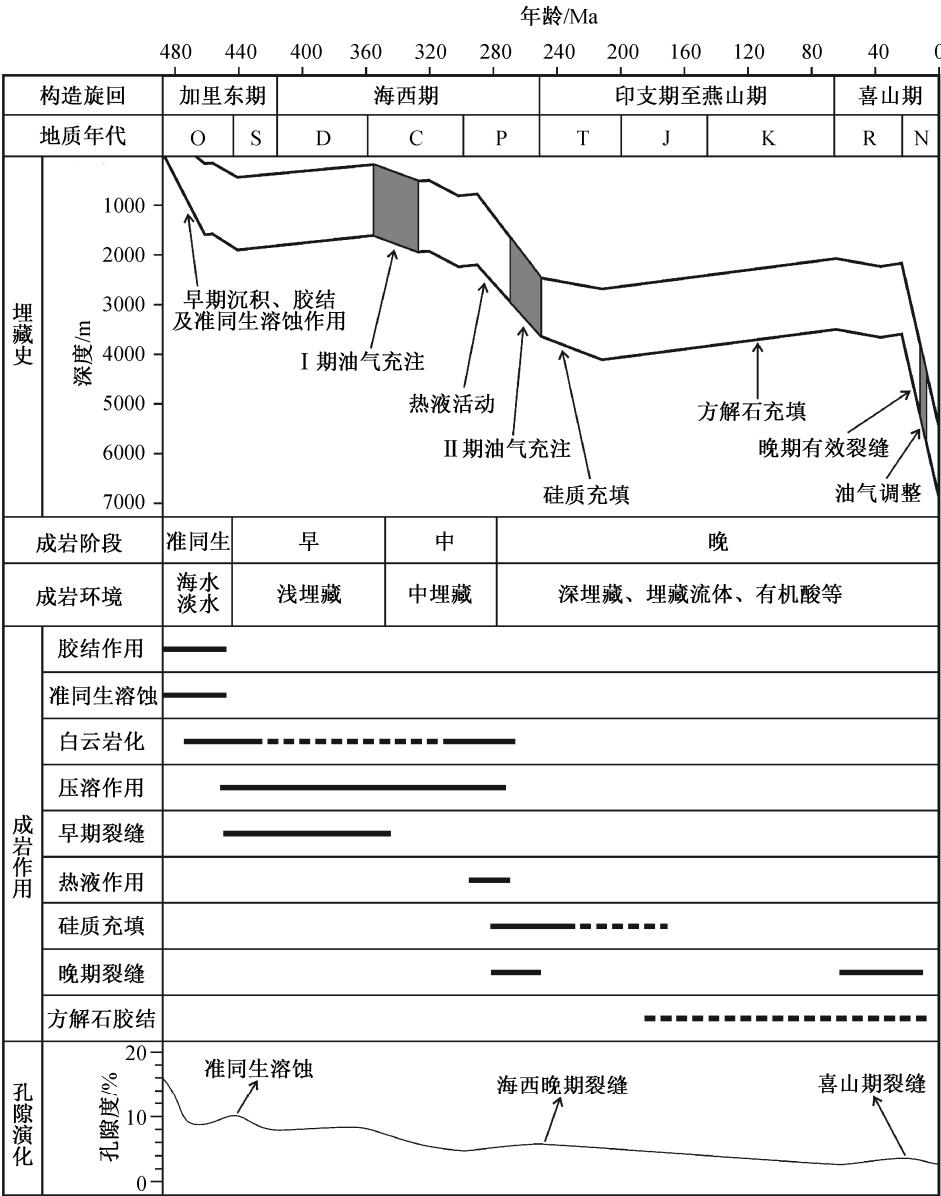 年龄/Ma
480 440 400 360 320 280 240 200 160 120 80 40 0
构造旋回 加里东期 海西期 印支期至燕山期 喜山期
地质年代 O S D C P T J K R N
埋藏史
深度/m
1000
2000
3000
4000
5000
6000
7000
早期沉积、胶结
及准同生溶蚀作用
Ⅰ期油气充注
热液活动
Ⅱ期油气充注
硅质充填
方解石充填
晚期有效裂缝
油气调整
成岩阶段 准同生 早 中 晚
成岩环境 海水 浅埋藏 中埋藏 深埋藏、埋藏流体、有机酸等
淡水
成岩作用
胶结作用
准同生溶蚀
白云岩化
压溶作用
早期裂缝
热液作用
硅质充填
晚期裂缝
方解石胶结
孔隙演化
孔隙度/%
20
10
0
准同生溶蚀
海西晚期裂缝
喜山期裂缝